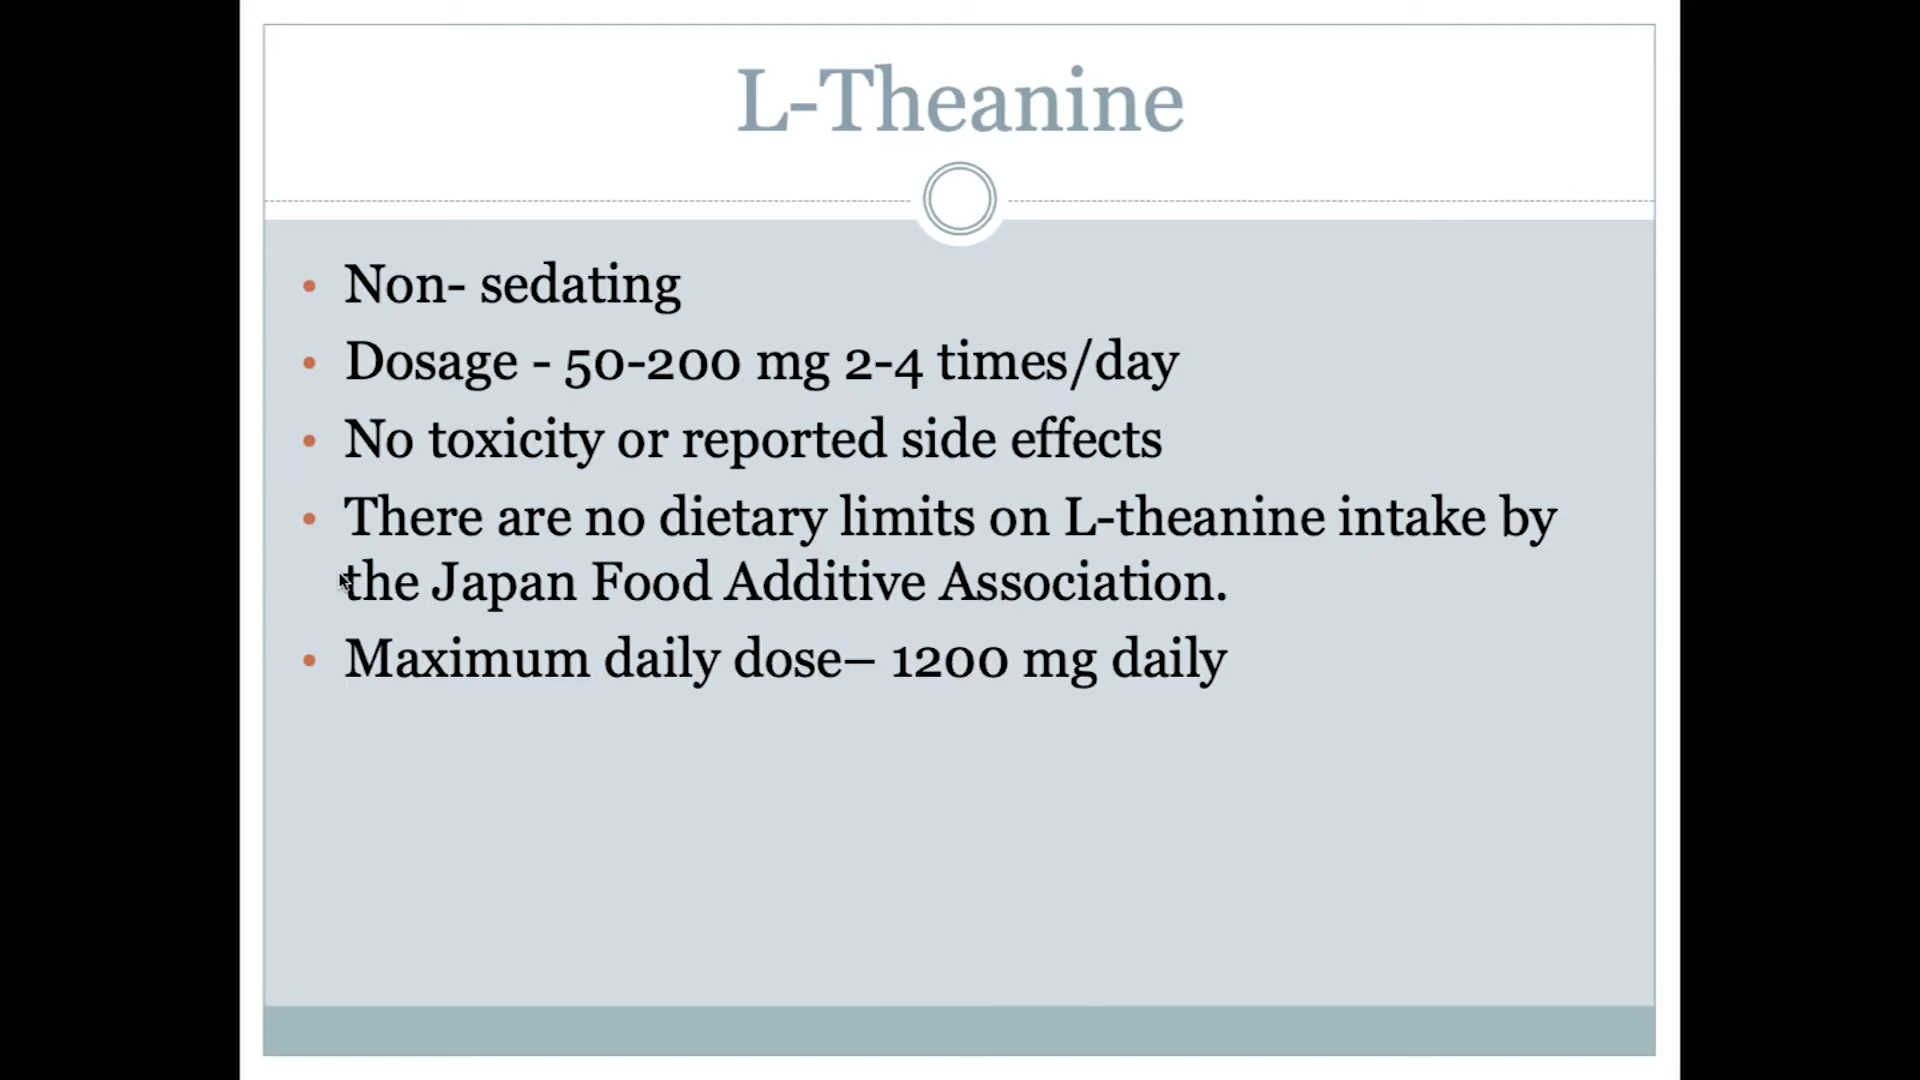 L-Theanine
• Non- sedating
• Dosage - 50-200 mg 2-4 times/day
• No toxicity or reported side effects
• There are no dietary limits on L-theanine intake by
the Japan Food Additive Association.
• Maximum daily dose– 1200 mg daily